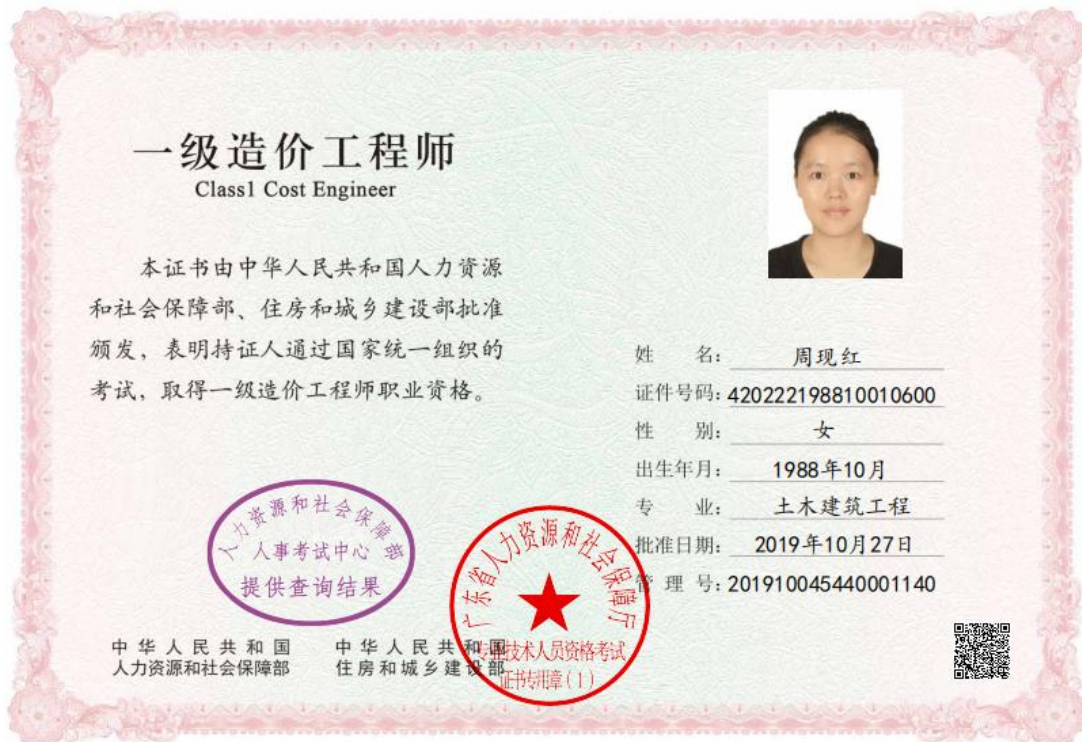 一级造价工程师
Class1 Cost Engineer
本证书由中华人民共和国人力资源
和社会保障部、住房和城乡建设部批准
颁发，表明持证人通过国家统一组织的
考试，取得一级造价工程师职业资格。
姓 名： 周现红
证件号码：420222198810010600
性 别： 女
出生年月： 1988年10月
专 业： 土木建筑工程
批准日期： 2019年10月27日
管 理 号：201910045440001140
人力资源和社会保障部
人事考试中心
提供查询结果
广东省人力资源和社会保障厅
专业技术人员资格考试
证书专用章(1)
中华人民共和国
人力资源和社会保障部
中华人民共和国
住房和城乡建设部